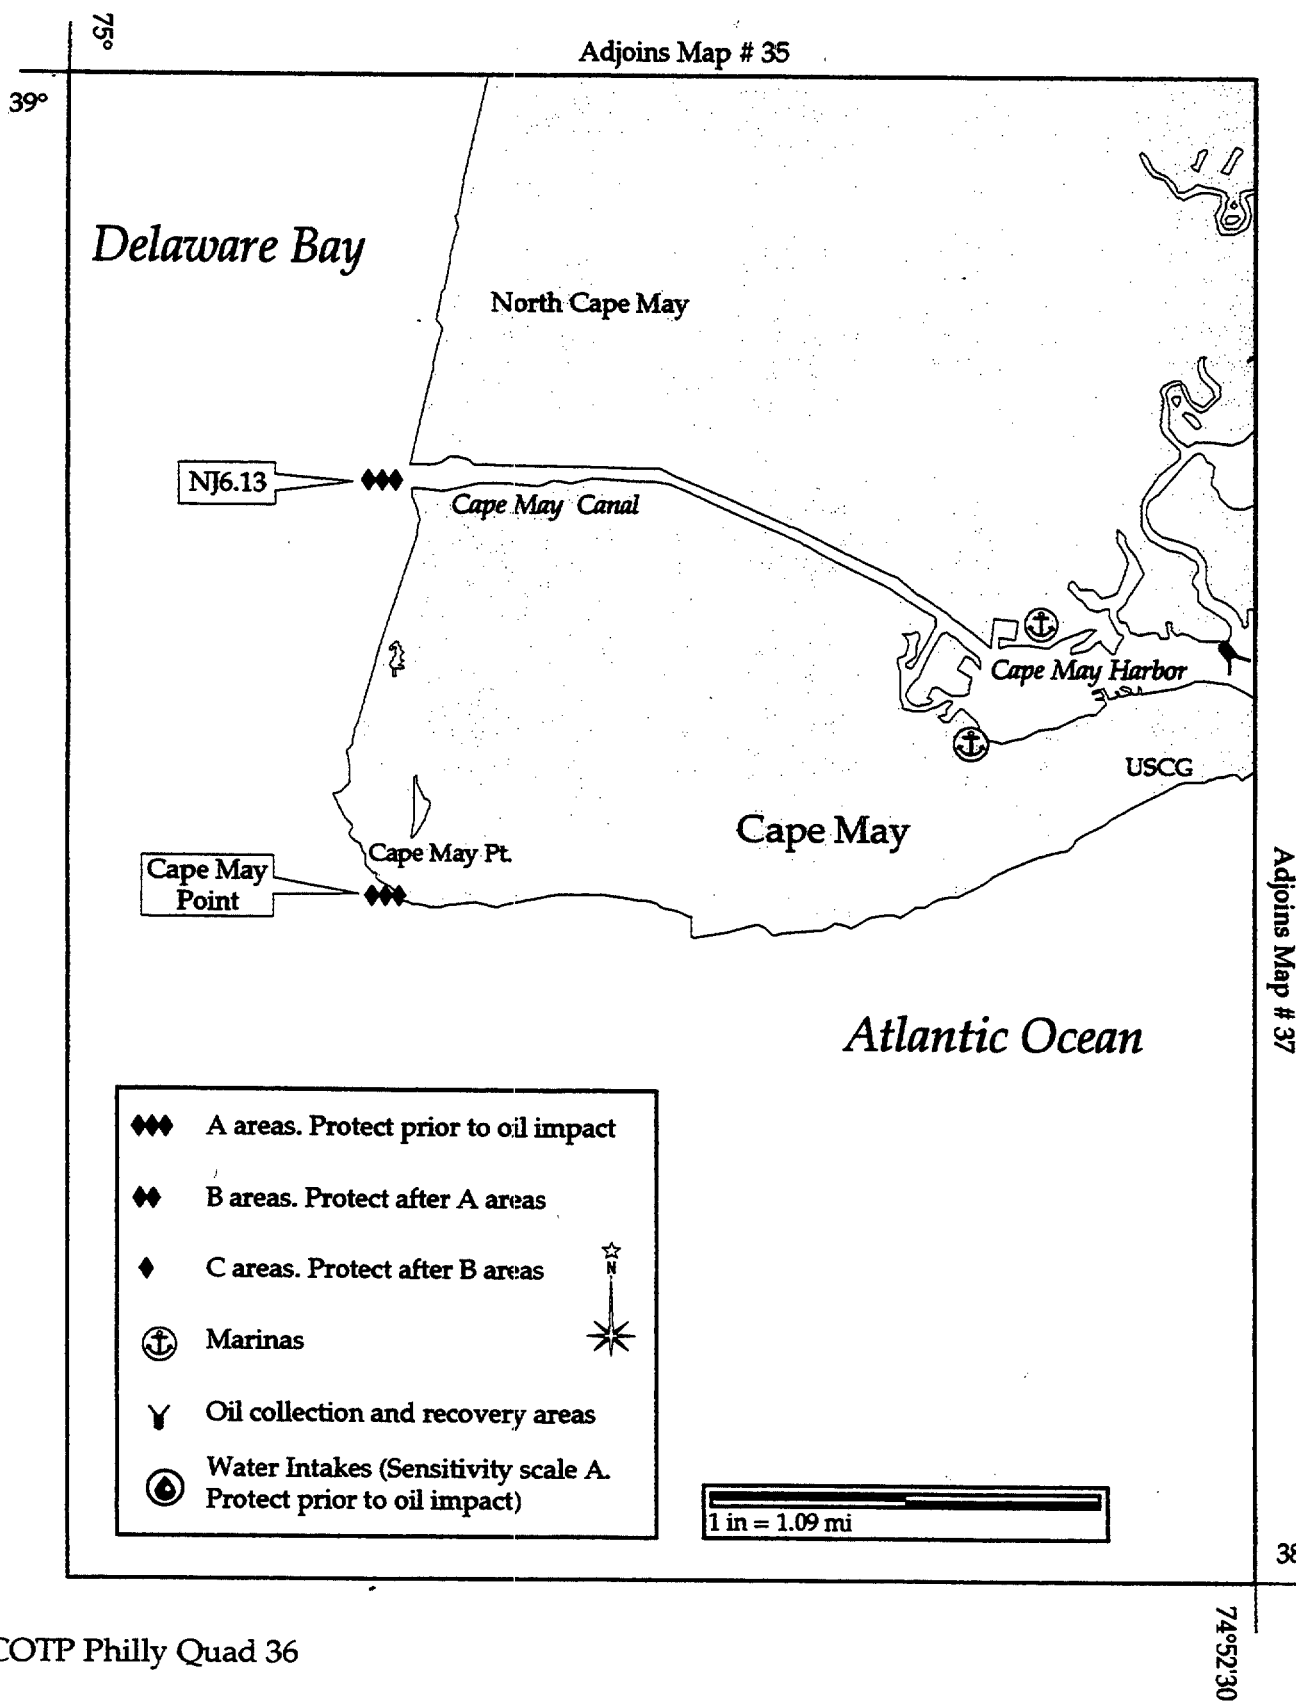 75°
Adjoins Map # 35
39°
Delaware Bay
North Cape May
NJ6.13
Cape May Canal
Cape May Harbor
USCG
Cape May
Cape May Pt.
Cape May
Point
Adjoins Map # 37
Atlantic Ocean
A areas. Protect prior to oil impact
B areas. Protect after A areas
C areas. Protect after B areas
N
Marinas
Oil collection and recovery areas
Water Intakes (Sensitivity scale A.
Protect prior to oil impact)
1 in = 1.09 mi
38
74°52'30
COTP Philly Quad 36